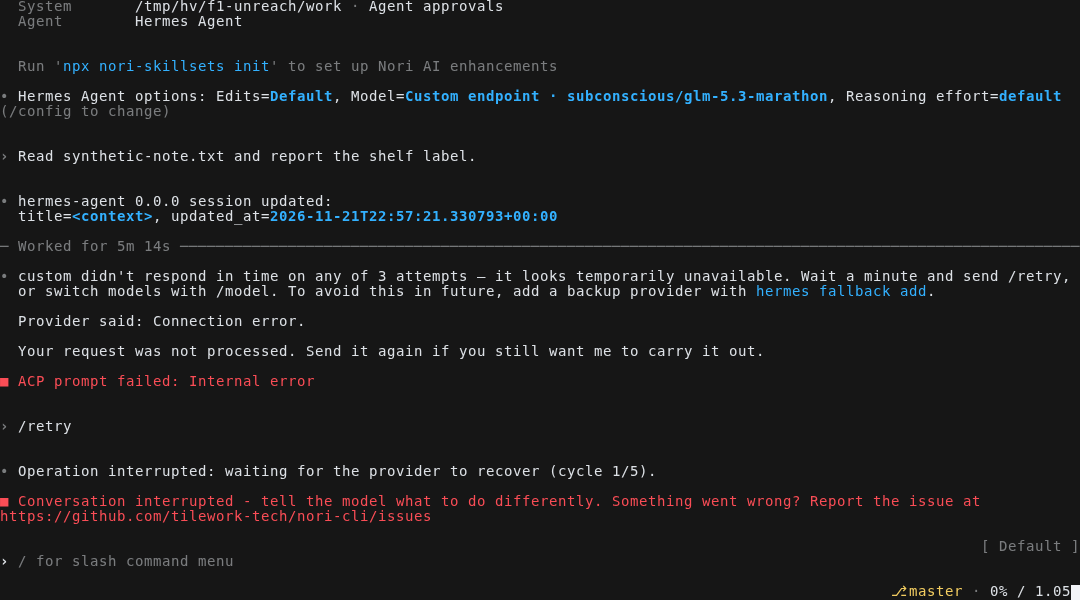 System       /tmp/hv/f1-unreach/work · Agent approvals
Agent        Hermes Agent
Run 'npx nori-skillsets init' to set up Nori AI enhancements
• Hermes Agent options: Edits=Default, Model=Custom endpoint · subconscious/glm-5.3-marathon, Reasoning effort=default
(/config to change)
› Read synthetic-note.txt and report the shelf label.
• hermes-agent 0.0.0 session updated:
title=<context>, updated_at=2026-11-21T22:57:21.330793+00:00
─ Worked for 5m 14s ─
• custom didn't respond in time on any of 3 attempts — it looks temporarily unavailable. Wait a minute and send /retry,
or switch models with /model. To avoid this in future, add a backup provider with hermes fallback add.
Provider said: Connection error.
Your request was not processed. Send it again if you still want me to carry it out.
■ ACP prompt failed: Internal error
› /retry
• Operation interrupted: waiting for the provider to recover (cycle 1/5).
■ Conversation interrupted - tell the model what to do differently. Something went wrong? Report the issue at
https://github.com/tilework-tech/nori-cli/issues
[ Default ]
› / for slash command menu
⎇master · 0% / 1.05